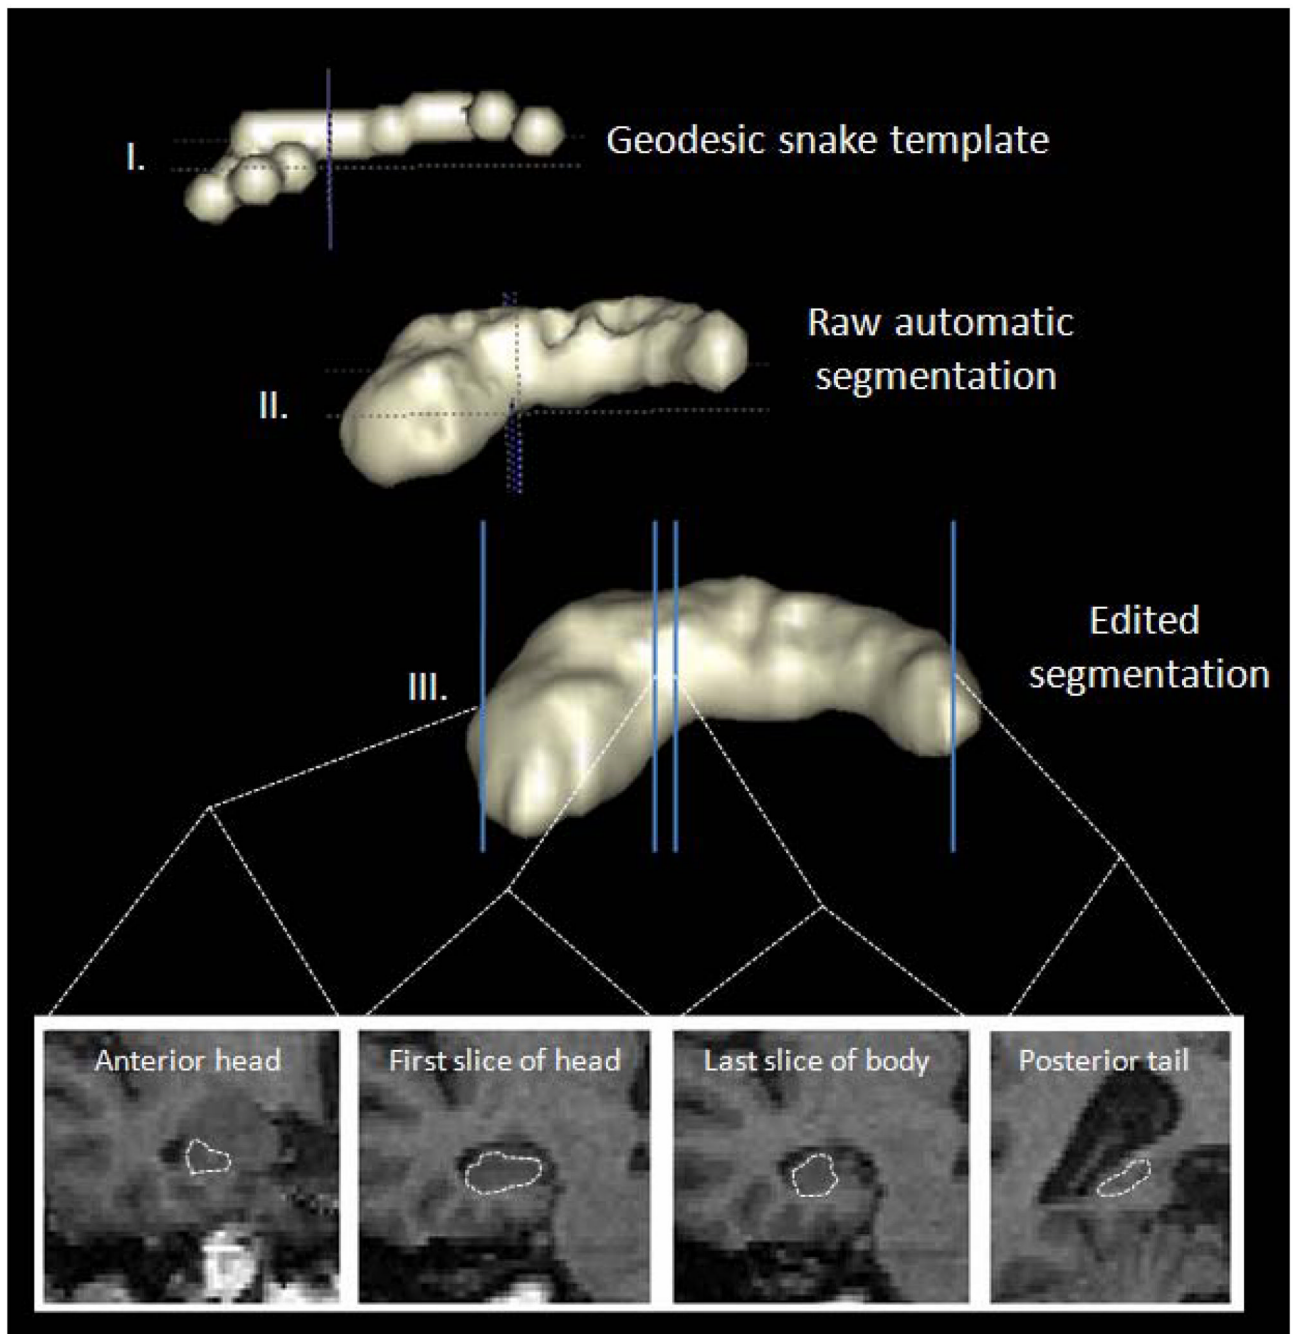 I.
Geodesic snake template
II.
Raw automatic
segmentation
III.
Edited
segmentation
Anterior head
First slice of head
Last slice of body
Posterior tail